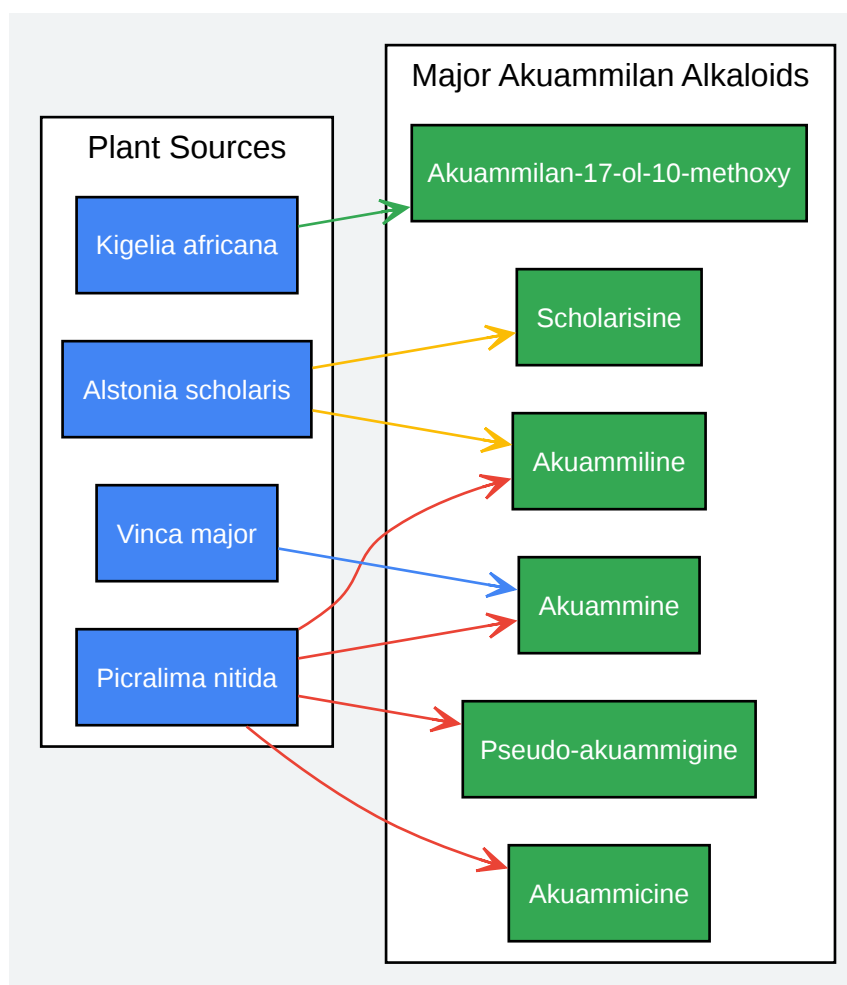 Plant Sources
Kigelia africana
Alstonia scholaris
Vinca major
Picralima nitida
Major Akuammilan Alkaloids
Akuammilan-17-ol-10-methoxy
Scholarisine
Akuammiline
Akuammine
Pseudo-akuammigine
Akuammicine